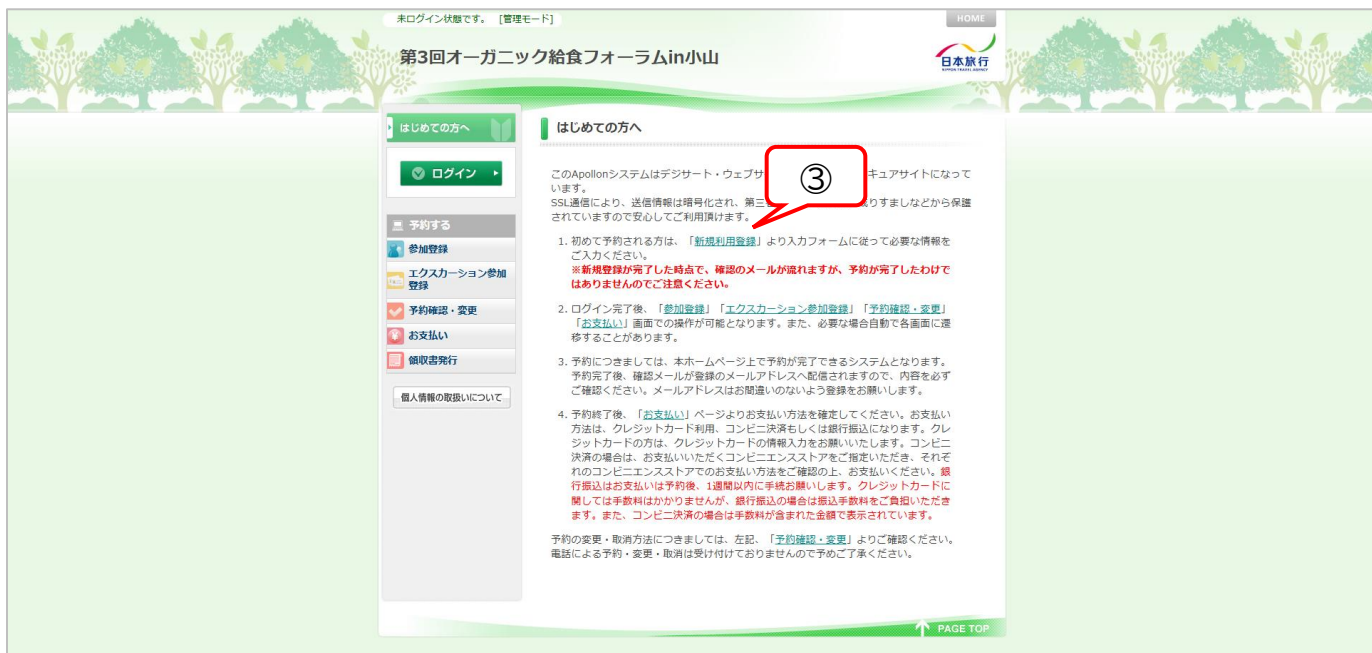 未ログイン状態です。 [管理モード]
HOME
第3回オーガニック給食フォーラムin小山
日本旅行
NIPPON TRAVEL AGENCY
はじめての方へ
ログイン
予約する
参加登録
エクスカーション参加
登録
予約確認・変更
お支払い
領収書発行
個人情報の取扱いについて
はじめての方へ
③
このApollonシステムはデジサート・ウェブサ キュアサイトになって
います。
SSL通信により、送信情報は暗号化され、第三 りすましなどから保護
されていますので安心してご利用頂けます。
1. 初めて予約される方は、「新規利用登録」より入力フォームに従って必要な情報を
ご入力ください。
※新規登録が完了した時点で、確認のメールが流れますが、予約が完了したわけで
はありませんのでご注意ください。
2. ログイン完了後、「参加登録」「エクスカーション参加登録」「予約確認・変更」
「お支払い」画面での操作が可能となります。また、必要な場合自動で各画面に遷
移することがあります。
3. 予約につきましては、本ホームページ上で予約が完了できるシステムとなります。
予約完了後、確認メールが登録のメールアドレスへ配信されますので、内容を必ず
ご確認ください。メールアドレスはお間違いのないよう登録をお願いします。
4. 予約終了後、「お支払い」ページよりお支払い方法を確定してください。お支払い
方法は、クレジットカード利用、コンビニ決済もしくは銀行振込になります。クレ
ジットカードの方は、クレジットカードの情報入力をお願いいたします。コンビニ
決済の場合は、お支払いいただくコンビニエンスストアをご指定いただき、それぞ
れのコンビニエンスストアでのお支払い方法をご確認の上、お支払いください。銀
行振込はお支払いは予約後、1週間以内に手続お願いします。クレジットカードに
関しては手数料はかかりませんが、銀行振込の場合は振込手数料をご負担いただき
ます。また、コンビニ決済の場合は手数料が含まれた金額で表示されています。
予約の変更・取消方法につきましては、左記、「予約確認・変更」よりご確認ください。
電話による予約・変更・取消は受け付けておりませんので予めご了承ください。
PAGE TOP